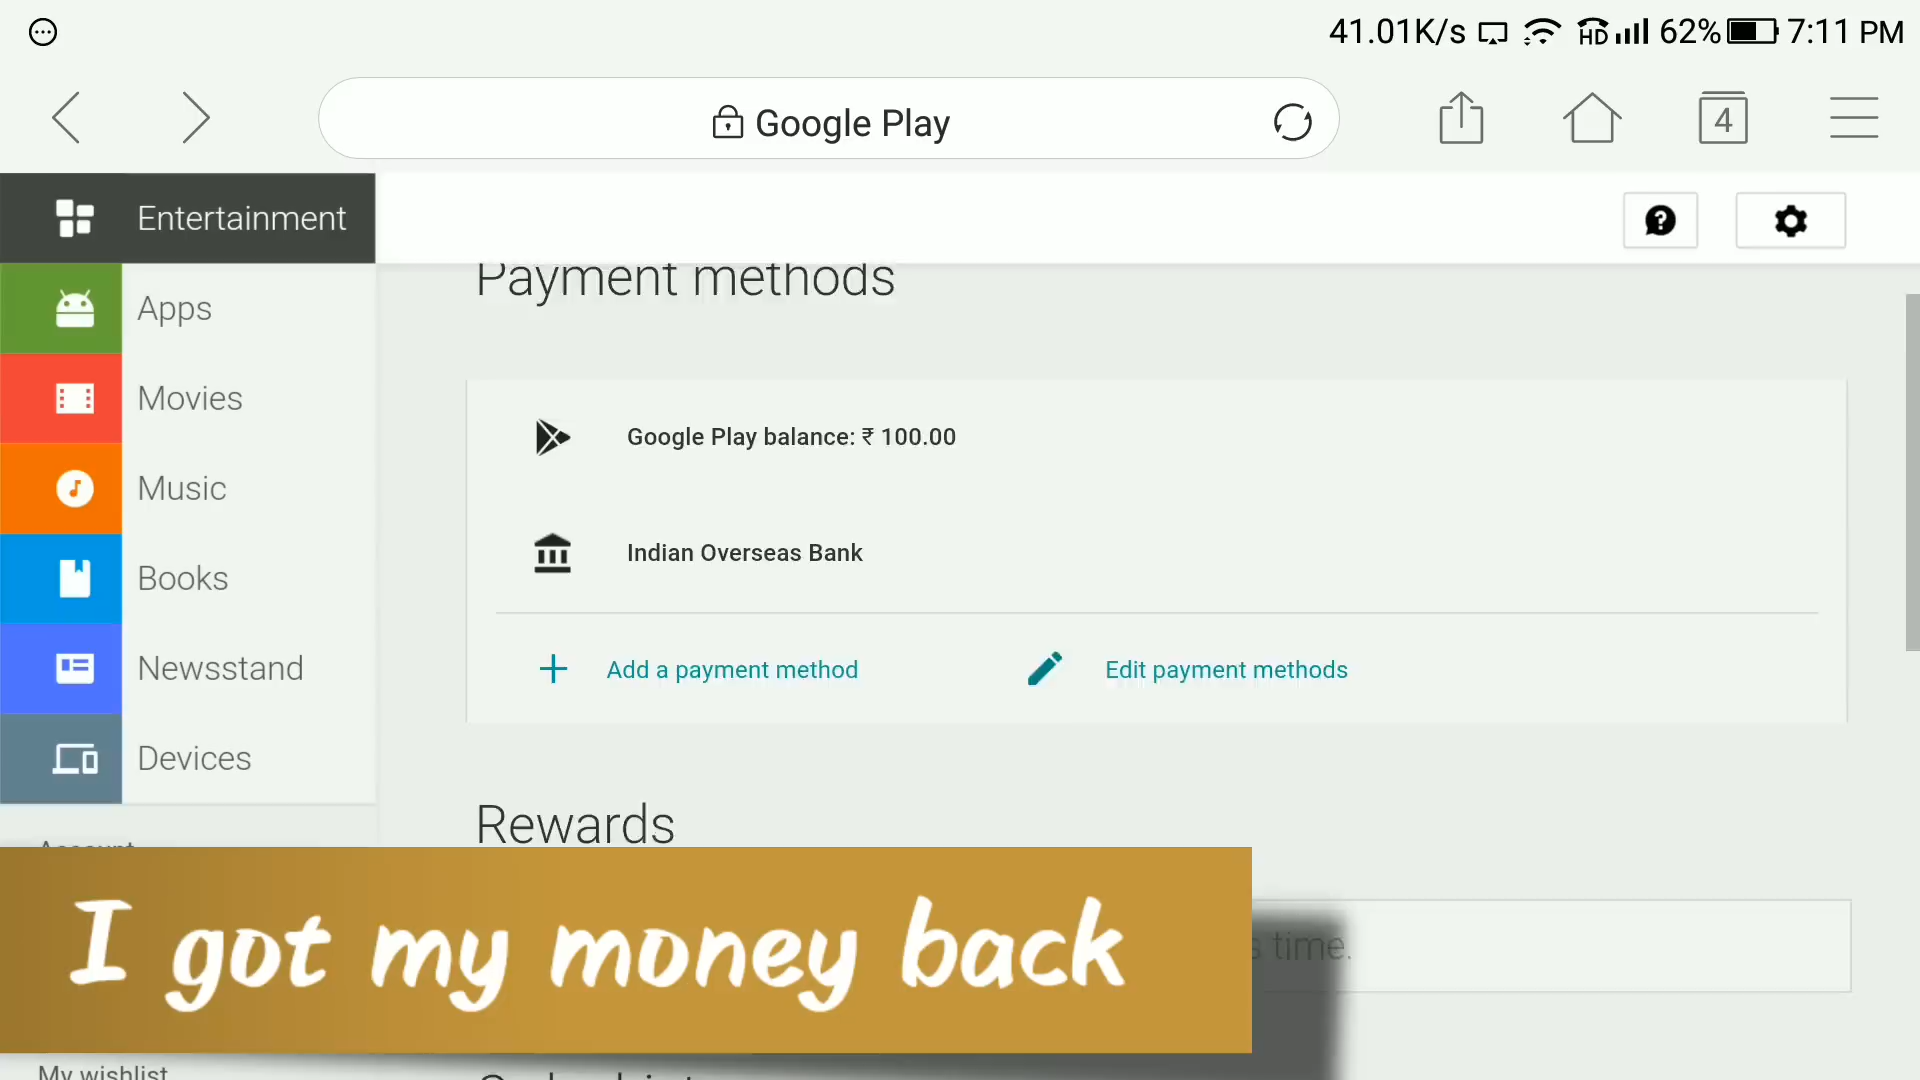 41.01K/s HD 62% 7:11 PM
Google Play
4
Entertainment
Apps
Movies
Music
Books
Newsstand
Devices
Account
My wishlist
Payment methods
Google Play balance: ₹ 100.00
Indian Overseas Bank
Add a payment method
Edit payment methods
Rewards
time.
I got my money back